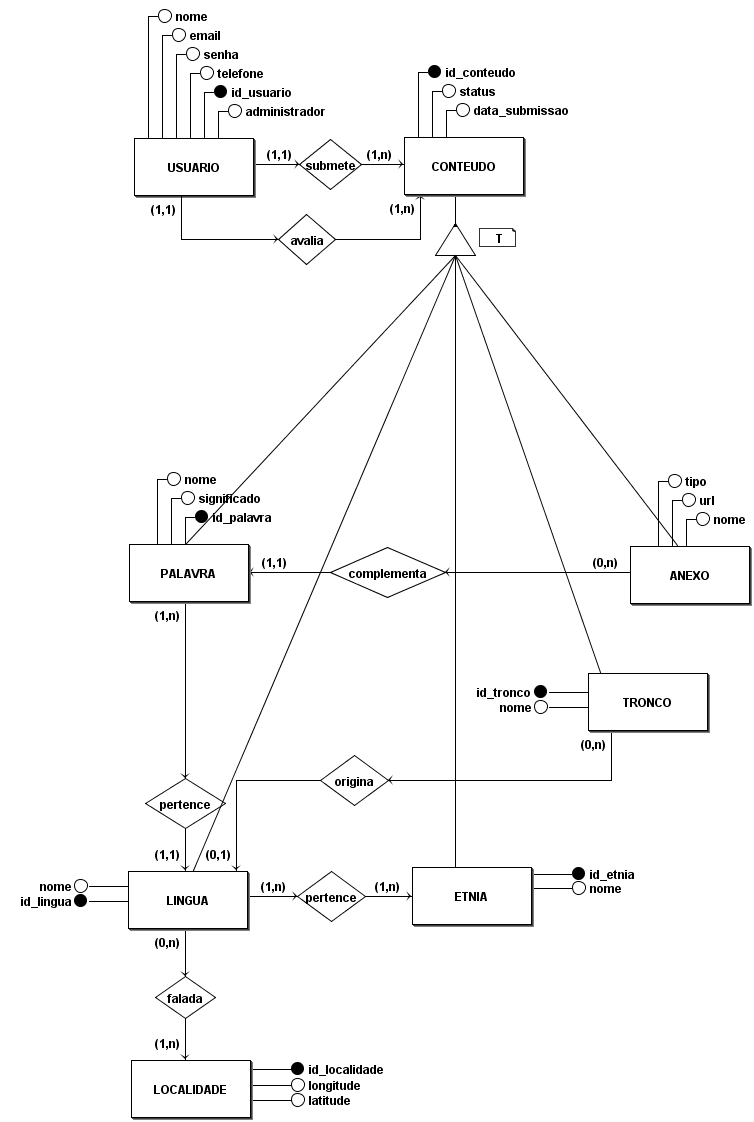 nome
email
senha
telefone
id_usuario
administrador
id_conteudo
status
data_submissao
USUARIO
(1,1)
submete
(1,n)
CONTEUDO
(1,1)
avalia
(1,n)
T
nome
significado
id_palavra
tipo
url
nome
PALAVRA
(1,1)
complementa
(0,n)
ANEXO
(1,n)
id_tronco
nome
TRONCO
(0,n)
origina
pertence
(1,1)
(0,1)
nome
id_lingua
LINGUA
(1,n)
pertence
(1,n)
ETNIA
id_etnia
nome
(0,n)
falada
(1,n)
LOCALIDADE
id_localidade
longitude
latitude